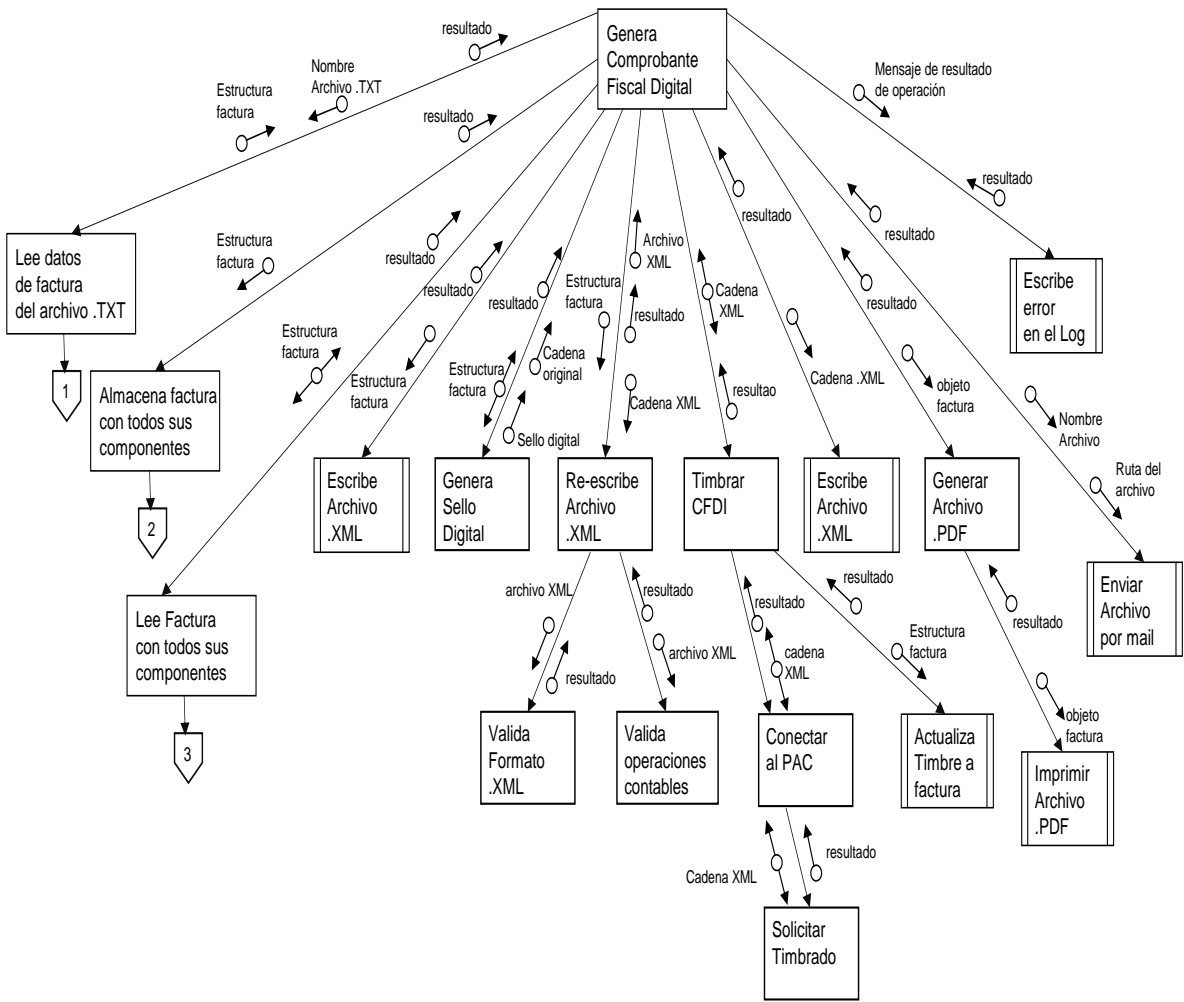 Genera
Comprobante
Fiscal Digital
resultado
Nombre
Archivo .TXT
Estructura
factura
resultado
Mensaje de resultado
de operación
resultado
Lee datos
de factura
del archivo .TXT
1
Estructura
factura
resultado
resultado
resultado
Archivo
XML
Cadena
XML
resultado
resultado
resultado
Escribe
error
en el Log
Almacena factura
con todos sus
componentes
2
Estructura
factura
Estructura
factura
Estructura
factura
Cadena
original
Sello digital
Estructura
factura
resultado
Cadena XML
resultao
Cadena .XML
objeto
factura
Nombre
Archivo
Ruta del
archivo
Escribe
Archivo
.XML
Genera
Sello
Digital
Re-escribe
Archivo
.XML
Timbrar
CFDI
Escribe
Archivo
.XML
Generar
Archivo
.PDF
Enviar
Archivo
por mail
Lee Factura
con todos sus
componentes
3
archivo XML
resultado
resultado
archivo XML
resultado
cadena
XML
resultado
Estructura
factura
resultado
objeto
factura
Valida
Formato
.XML
Valida
operaciones
contables
Conectar
al PAC
Actualiza
Timbre a
factura
Imprimir
Archivo
.PDF
Cadena XML
resultado
Solicitar
Timbrado